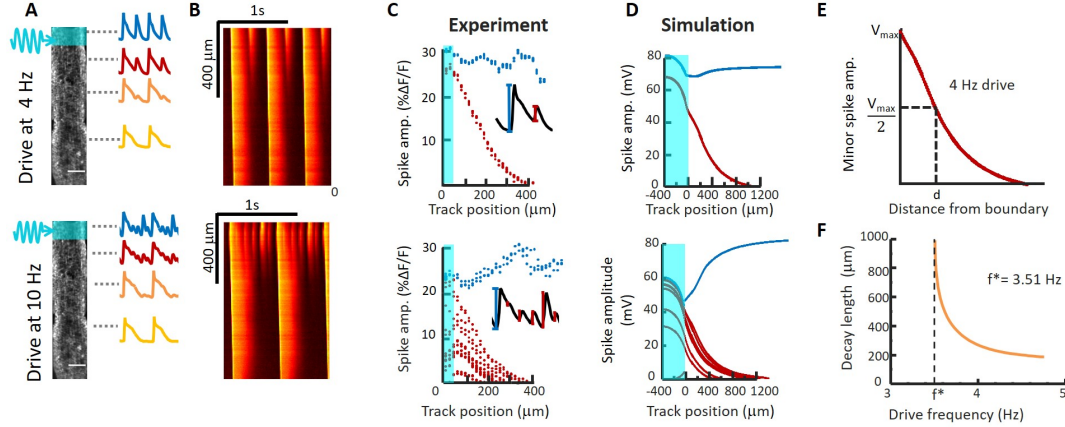 A
B
C
Experiment
D
Simulation
E
Drive at 4 Hz
1s
400 μm
0
Spike amp. (%ΔF/F)
30
20
10
0 200 400
Track position (μm)
Spike amp. (mV)
80
60
40
20
0
-400 0 400 800 1200
Track position (μm)
Minor spike amp.
Vmax
Vmax
2
4 Hz drive
d
Distance from boundary
Drive at 10 Hz
1s
400 μm
Spike amp. (%ΔF/F)
30
20
10
0
0 200 400
Track position (μm)
Spike amplitude
(mV)
80
60
40
20
0
-400 0 400 800 1200
Track position (μm)
F
Decay length (μm)
1000
800
600
400
200
0
f*= 3.51 Hz
3 f* 4 5
Drive frequency (Hz)